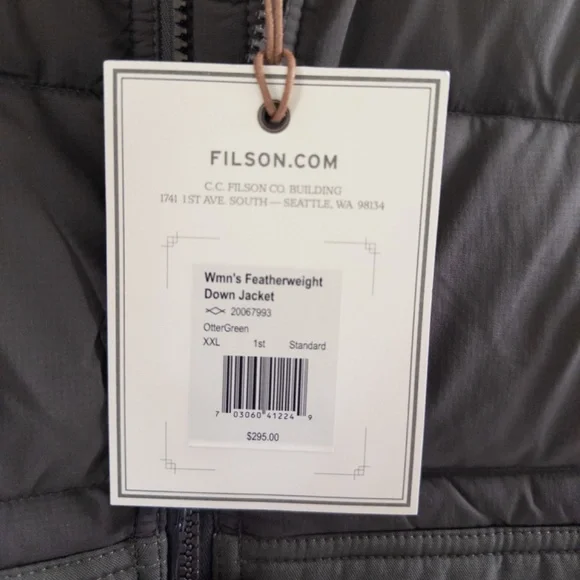 FILSON.COM
C.C. FILSON CO. BUILDING
1741 1ST AVE. SOUTH — SEATTLE, WA 98134
Wmn's Featherweight
Down Jacket
20067993
OtterGreen
XXL 1st Standard
7 03060 41224 9
$295.00